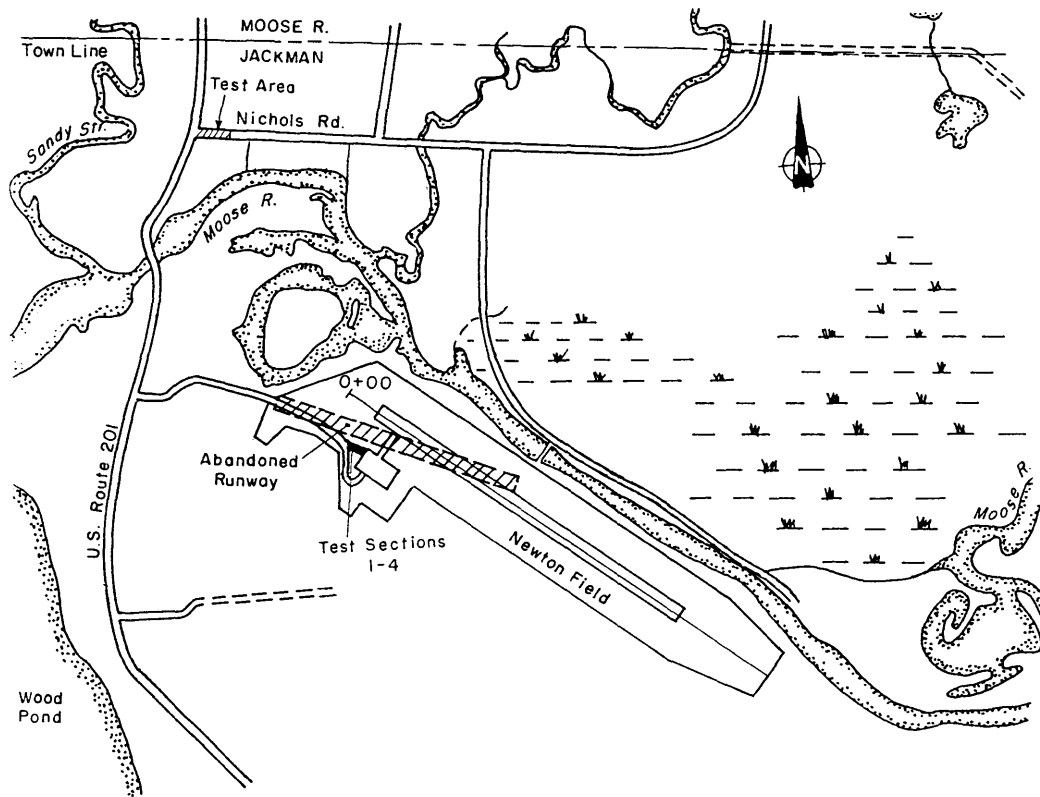 MOOSE R.
Town Line
JACKMAN
Test Area
Nichols Rd.
Sandy Str.
N
Moose R.
0+00
U.S. Route 201
Abandoned
Runway
Moose R.
Test Sections
1-4
Newton Field
Wood
Pond